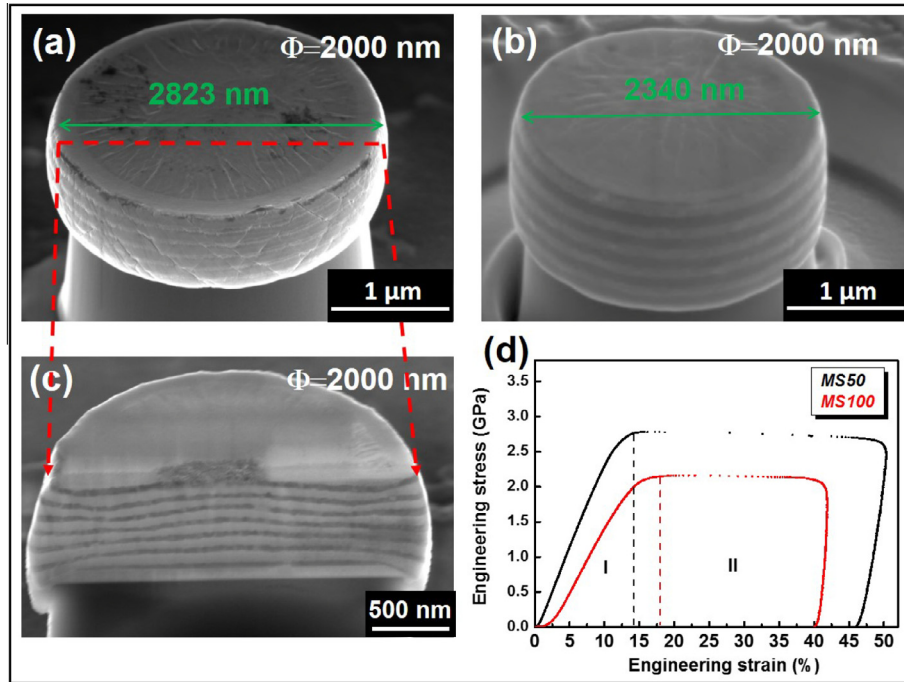 (a)
Φ=2000 nm
2823 nm
1 μm
(b)
Φ=2000 nm
2340 nm
1 μm
(c)
Φ=2000 nm
500 nm
(d)
Engineering stress (GPa)
3.5
3.0
2.5
2.0
1.5
1.0
0.5
0.0
MS50
MS100
I
II
0 5 10 15 20 25 30 35 40 45 50
Engineering strain (%)